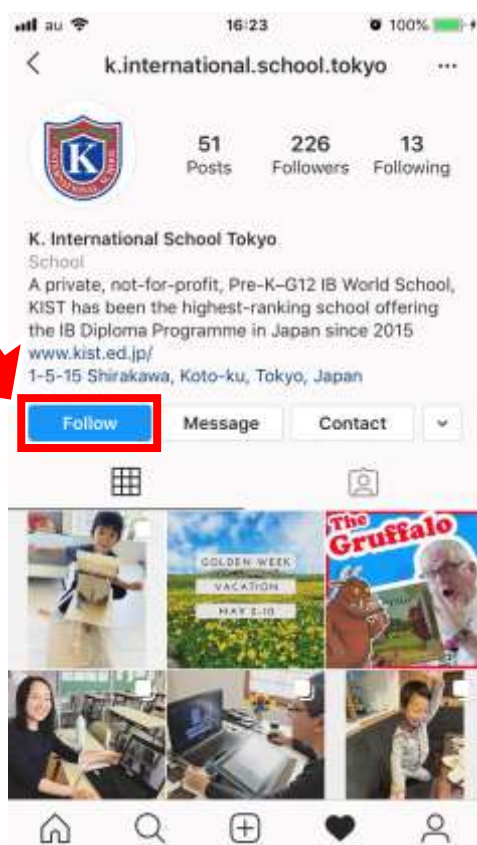 au 16:23 100%
k.international.school.tokyo ...
K
INTERNATIONAL SCHOOL
51 226 13
Posts Followers Following
K. International School Tokyo
School
A private, not-for-profit, Pre-K–G12 IB World School,
KIST has been the highest-ranking school offering
the IB Diploma Programme in Japan since 2015
www.kist.ed.jp/
1-5-15 Shirakawa, Koto-ku, Tokyo, Japan
Follow Message Contact
GOLDEN WEEK
VACATION
MAY 2-10
The
Gruffalo